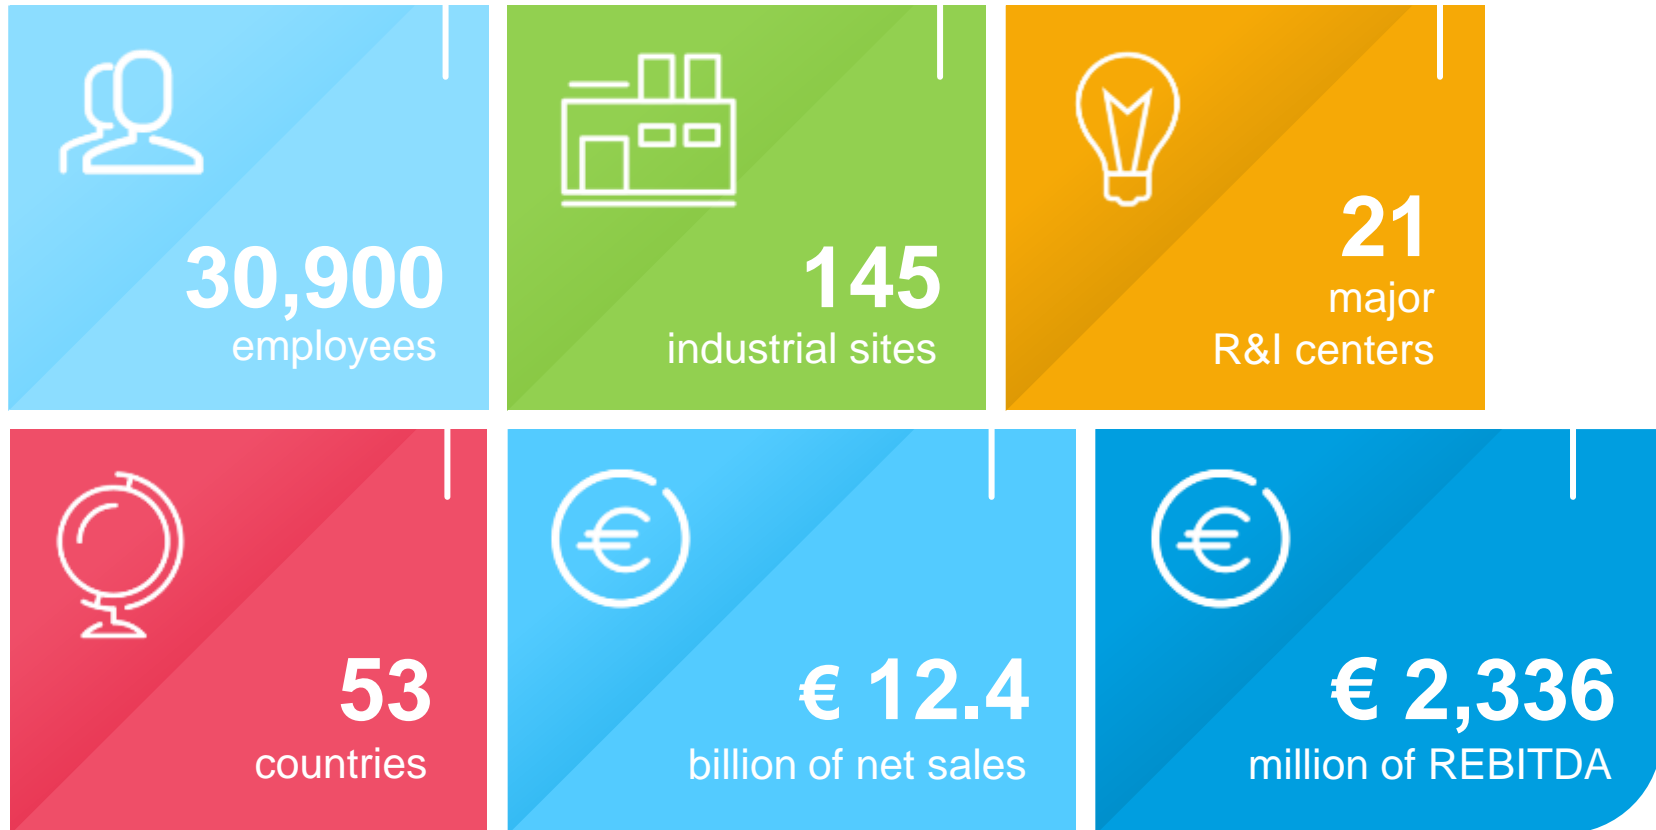 30,900
employees
145
industrial sites
21
major
R&I centers
53
countries
€ 12.4
billion of net sales
€ 2,336
million of REBITDA